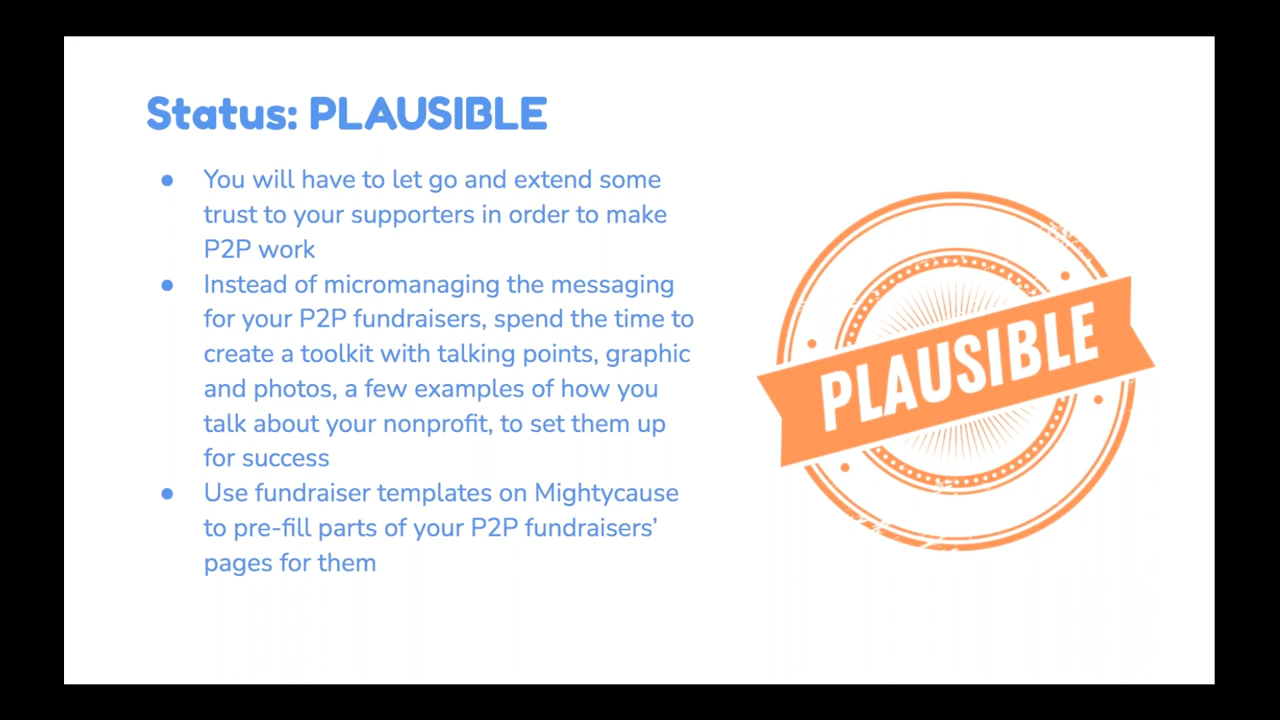 Status: PLAUSIBLE
● You will have to let go and extend some
trust to your supporters in order to make
P2P work
● Instead of micromanaging the messaging
for your P2P fundraisers, spend the time to
create a toolkit with talking points, graphic
and photos, a few examples of how you
talk about your nonprofit, to set them up
for success
● Use fundraiser templates on Mightycause
to pre-fill parts of your P2P fundraisers’
pages for them
PLAUSIBLE